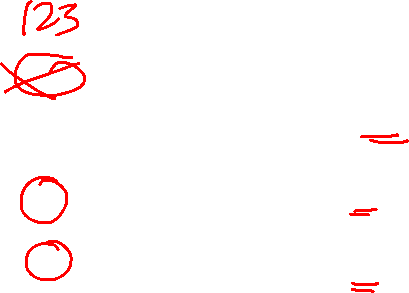 123
=
=
=